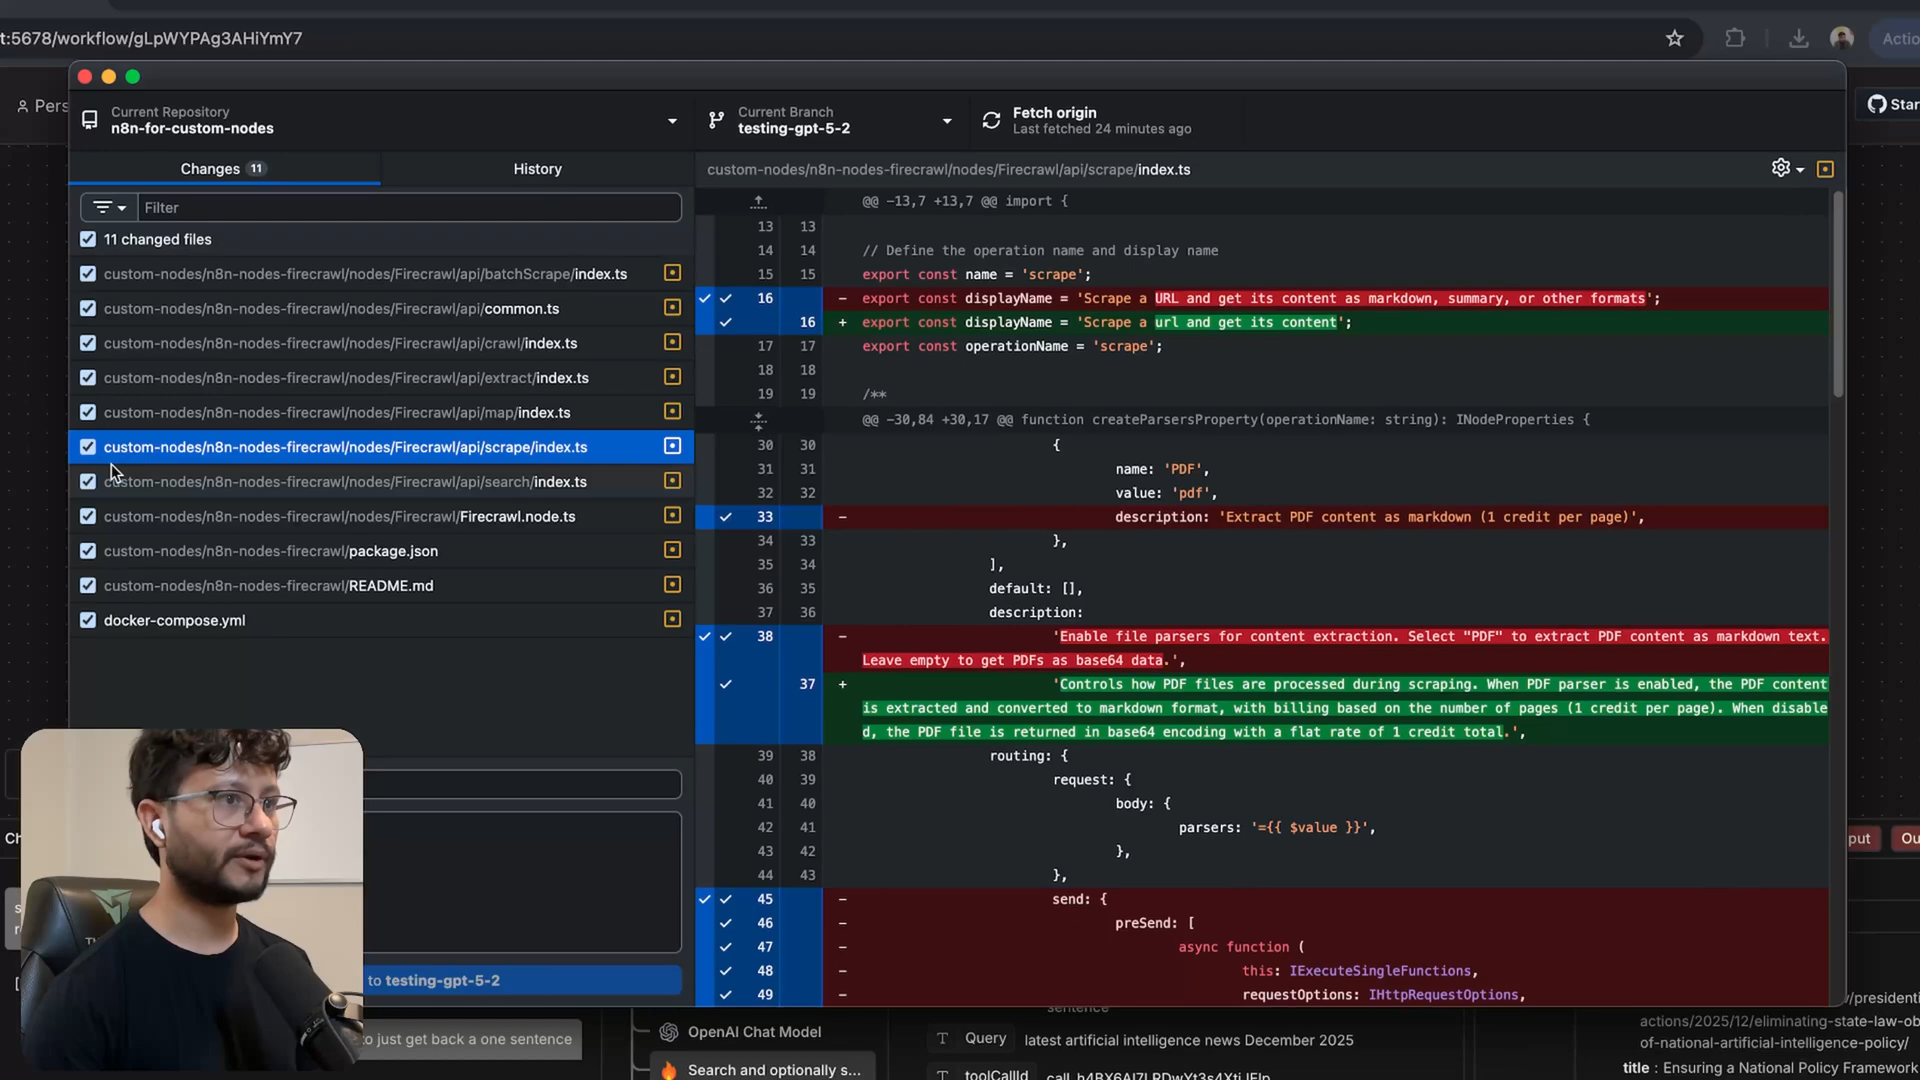 t:5678/workflow/gLpWYPAg3AHiYmY7
Actio
Pers
Star
Current Repository
n8n-for-custom-nodes
Current Branch
testing-gpt-5-2
Fetch origin
Last fetched 24 minutes ago
Changes 11
History
custom-nodes/n8n-nodes-firecrawl/nodes/Firecrawl/api/scrape/index.ts
Filter
11 changed files
custom-nodes/n8n-nodes-firecrawl/nodes/Firecrawl/api/batchScrape/index.ts
custom-nodes/n8n-nodes-firecrawl/nodes/Firecrawl/api/common.ts
custom-nodes/n8n-nodes-firecrawl/nodes/Firecrawl/api/crawl/index.ts
custom-nodes/n8n-nodes-firecrawl/nodes/Firecrawl/api/extract/index.ts
custom-nodes/n8n-nodes-firecrawl/nodes/Firecrawl/api/map/index.ts
custom-nodes/n8n-nodes-firecrawl/nodes/Firecrawl/api/scrape/index.ts
custom-nodes/n8n-nodes-firecrawl/nodes/Firecrawl/api/search/index.ts
custom-nodes/n8n-nodes-firecrawl/nodes/Firecrawl/Firecrawl.node.ts
custom-nodes/n8n-nodes-firecrawl/package.json
custom-nodes/n8n-nodes-firecrawl/README.md
docker-compose.yml
to testing-gpt-5-2
@@ -13,7 +13,7 @@ import {
13 13
14 14 // Define the operation name and display name
15 15 export const name = 'scrape';
16 - export const displayName = 'Scrape a URL and get its content as markdown, summary, or other formats';
16 + export const displayName = 'Scrape a url and get its content';
17 17 export const operationName = 'scrape';
18 18
19 19 /**
@@ -30,84 +30,17 @@ function createParsersProperty(operationName: string): INodeProperties {
30 30 {
31 31 name: 'PDF',
32 32 value: 'pdf',
33 - description: 'Extract PDF content as markdown (1 credit per page)',
34 33 },
35 34 ],
36 35 default: [],
37 36 description:
38 - 'Enable file parsers for content extraction. Select "PDF" to extract PDF content as markdown text.
Leave empty to get PDFs as base64 data.',
37 + 'Controls how PDF files are processed during scraping. When PDF parser is enabled, the PDF content
is extracted and converted to markdown format, with billing based on the number of pages (1 credit per page). When disable
d, the PDF file is returned in base64 encoding with a flat rate of 1 credit total.',
39 38 routing: {
40 39 request: {
41 40 body: {
42 41 parsers: '={{ $value }}',
43 42 },
44 43 },
45 - send: {
46 - preSend: [
47 - async function (
48 - this: IExecuteSingleFunctions,
49 - requestOptions: IHttpRequestOptions,
Ch
put
Ou
to just get back a one sentence
OpenAI Chat Model
Search and optionally s...
sentence
T Query latest artificial intelligence news December 2025
T toolCallId
/presidenti
actions/2025/12/eliminating-state-law-ob
of-national-artificial-intelligence-policy/
title : Ensuring a National Policy Framework